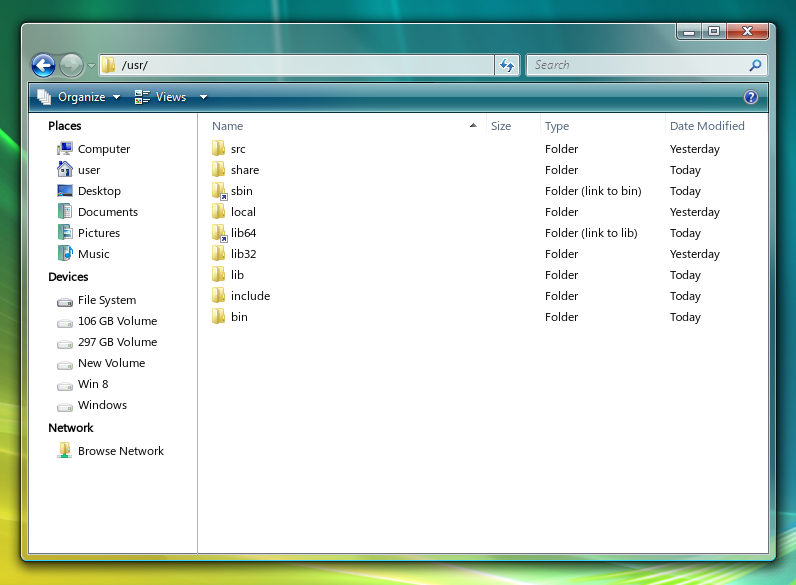 /usr/
Search
Organize Views ?
Places
Computer
user
Desktop
Documents
Pictures
Music
Devices
File System
106 GB Volume
297 GB Volume
New Volume
Win 8
Windows
Network
Browse Network
Name Size Type Date Modified
src Folder Yesterday
share Folder Today
sbin Folder (link to bin) Today
local Folder Yesterday
lib64 Folder (link to lib) Today
lib32 Folder Yesterday
lib Folder Today
include Folder Today
bin Folder Today